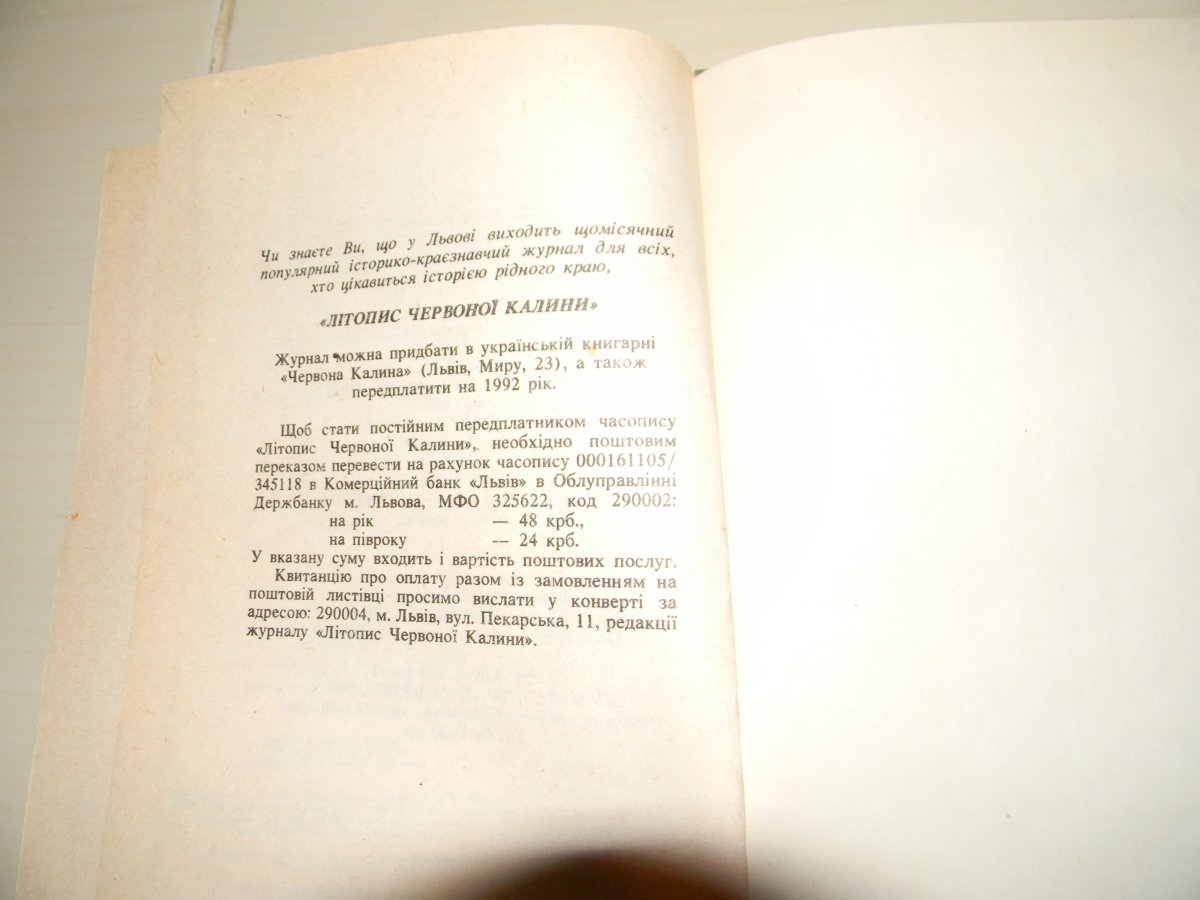 Чи знаєте Ви, що у Львові виходить щомісячний
популярний історико-краєзнавчий журнал для всіх,
хто цікавиться історією рідного краю,
«ЛІТОПИС ЧЕРВОНОЇ КАЛИНИ»
Журнал можна придбати в українській книгарні
«Червона Калина» (Львів, Миру, 23), а також
передплатити на 1992 рік.
Щоб стати постійним передплатником часопису
«Літопис Червоної Калини», необхідно поштовим
переказом перевести на рахунок часопису 000161105/
345118 в Комерційний банк «Львів» в Облуправлінні
Держбанку м. Львова, МФО 325622, код 290002:
на рік — 48 крб.,
на півроку — 24 крб.
У вказану суму входить і вартість поштових послуг.
Квитанцію про оплату разом із замовленням на
поштовій листівці просимо вислати у конверті за
адресою: 290004, м. Львів, вул. Пекарська, 11, редакції
журналу «Літопис Червоної Калини».